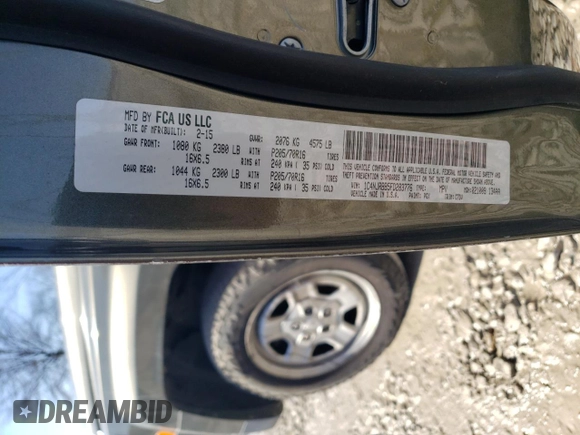 MFD BY FCA US LLC
DATE OF MFR(BUILT): 2-15 GVWR: 2076 KG 4575 LB
GAWR FRONT: 1080 KG 2380 LB WITH P205/70R16 TIRES
16X6.5 RIMS AT 240 KPA( ) 35 PSI COLD
GAWR REAR: 1044 KG 2300 LB WITH P205/70R16 TIRES
16X6.5 RIMS AT 240 KPA( ) 35 PSI COLD
THIS VEHICLE CONFORMS TO ALL APPLICABLE U.S.A. FEDERAL MOTOR VEHICLE
SAFETY STANDARDS IN EFFECT ON THE DATE OF MANUFACTURE SHOWN ABOVE.
TYPE: MPV
VEHICLE MADE IN U.S.A. PAINT: TRIM:
DREAMBID